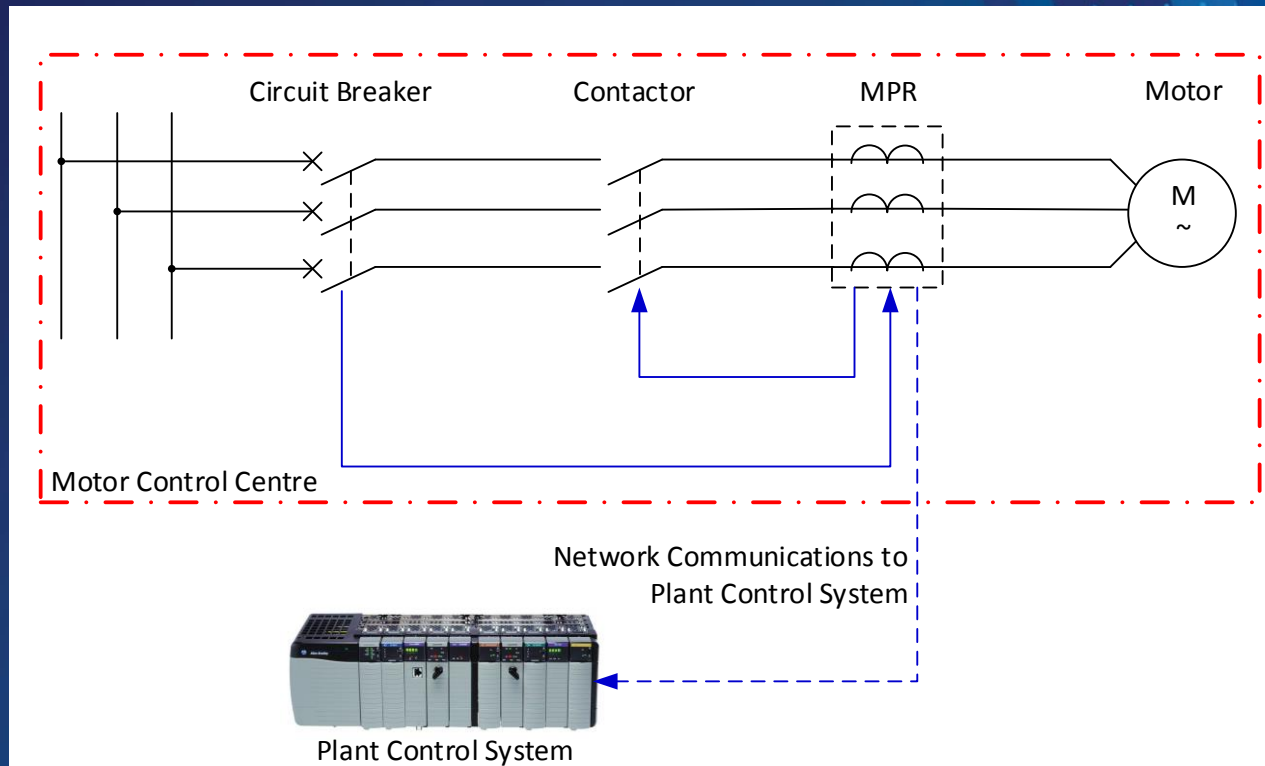 Circuit Breaker
Contactor
MPR
Motor
M
~
Motor Control Centre
Network Communications to
Plant Control System
Plant Control System